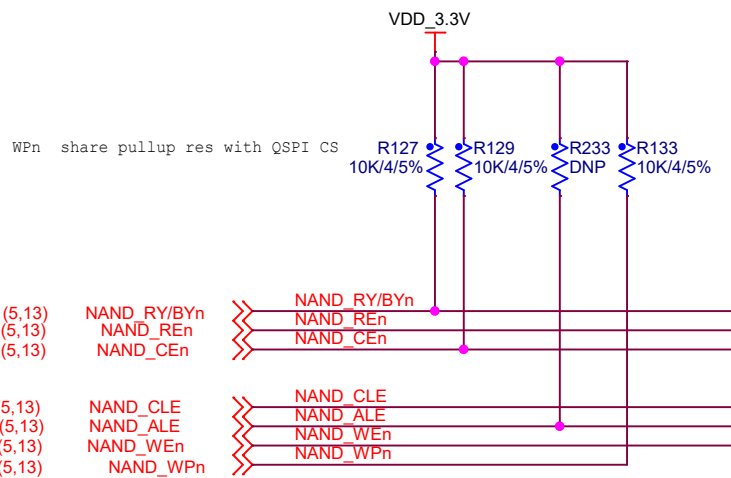 VDD_3.3V
WPn share pullup res with QSPI CS
R127
10K/4/5%
R129
10K/4/5%
R233
DNP
R133
10K/4/5%
(5,13) NAND_RY/BYn NAND_RY/BYn
(5,13) NAND_REn NAND_REn
(5,13) NAND_CEn NAND_CEn
5,13) NAND_CLE NAND_CLE
(5,13) NAND_ALE NAND_ALE
(5,13) NAND_WEn NAND_WEn
(5,13) NAND_WPn NAND_WPn